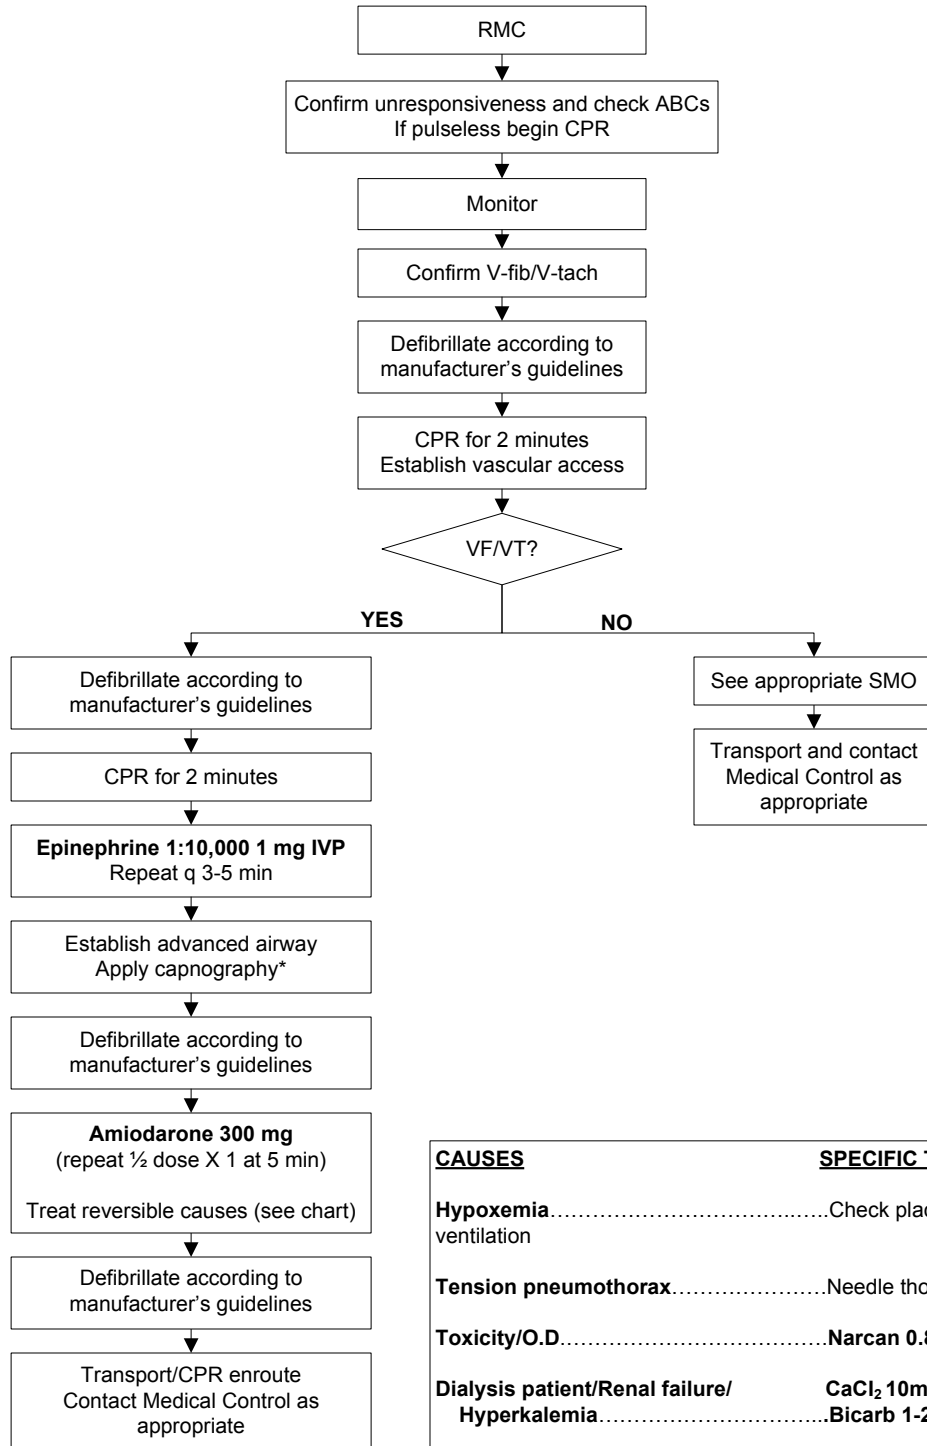 RMC
Confirm unresponsiveness and check ABCs
If pulseless begin CPR
Monitor
Confirm V-fib/V-tach
Defibrillate according to
manufacturer’s guidelines
CPR for 2 minutes
Establish vascular access
VF/VT?
YES
NO
Defibrillate according to
manufacturer’s guidelines
CPR for 2 minutes
Epinephrine 1:10,000 1 mg IVP
Repeat q 3-5 min
Establish advanced airway
Apply capnography*
Defibrillate according to
manufacturer’s guidelines
Amiodarone 300 mg
(repeat ½ dose X 1 at 5 min)
Treat reversible causes (see chart)
Defibrillate according to
manufacturer’s guidelines
Transport/CPR enroute
Contact Medical Control as
appropriate
See appropriate SMO
Transport and contact
Medical Control as
appropriate
CAUSES SPECIFIC
Hypoxemia……………………………...…..Check
ventilation
Tension pneumothorax………………….Needle
Toxicity/O.D…………………………………Narcan
Dialysis patient/Renal failure/ CaCl₂
Hyperkalemia………………………...Bicarb